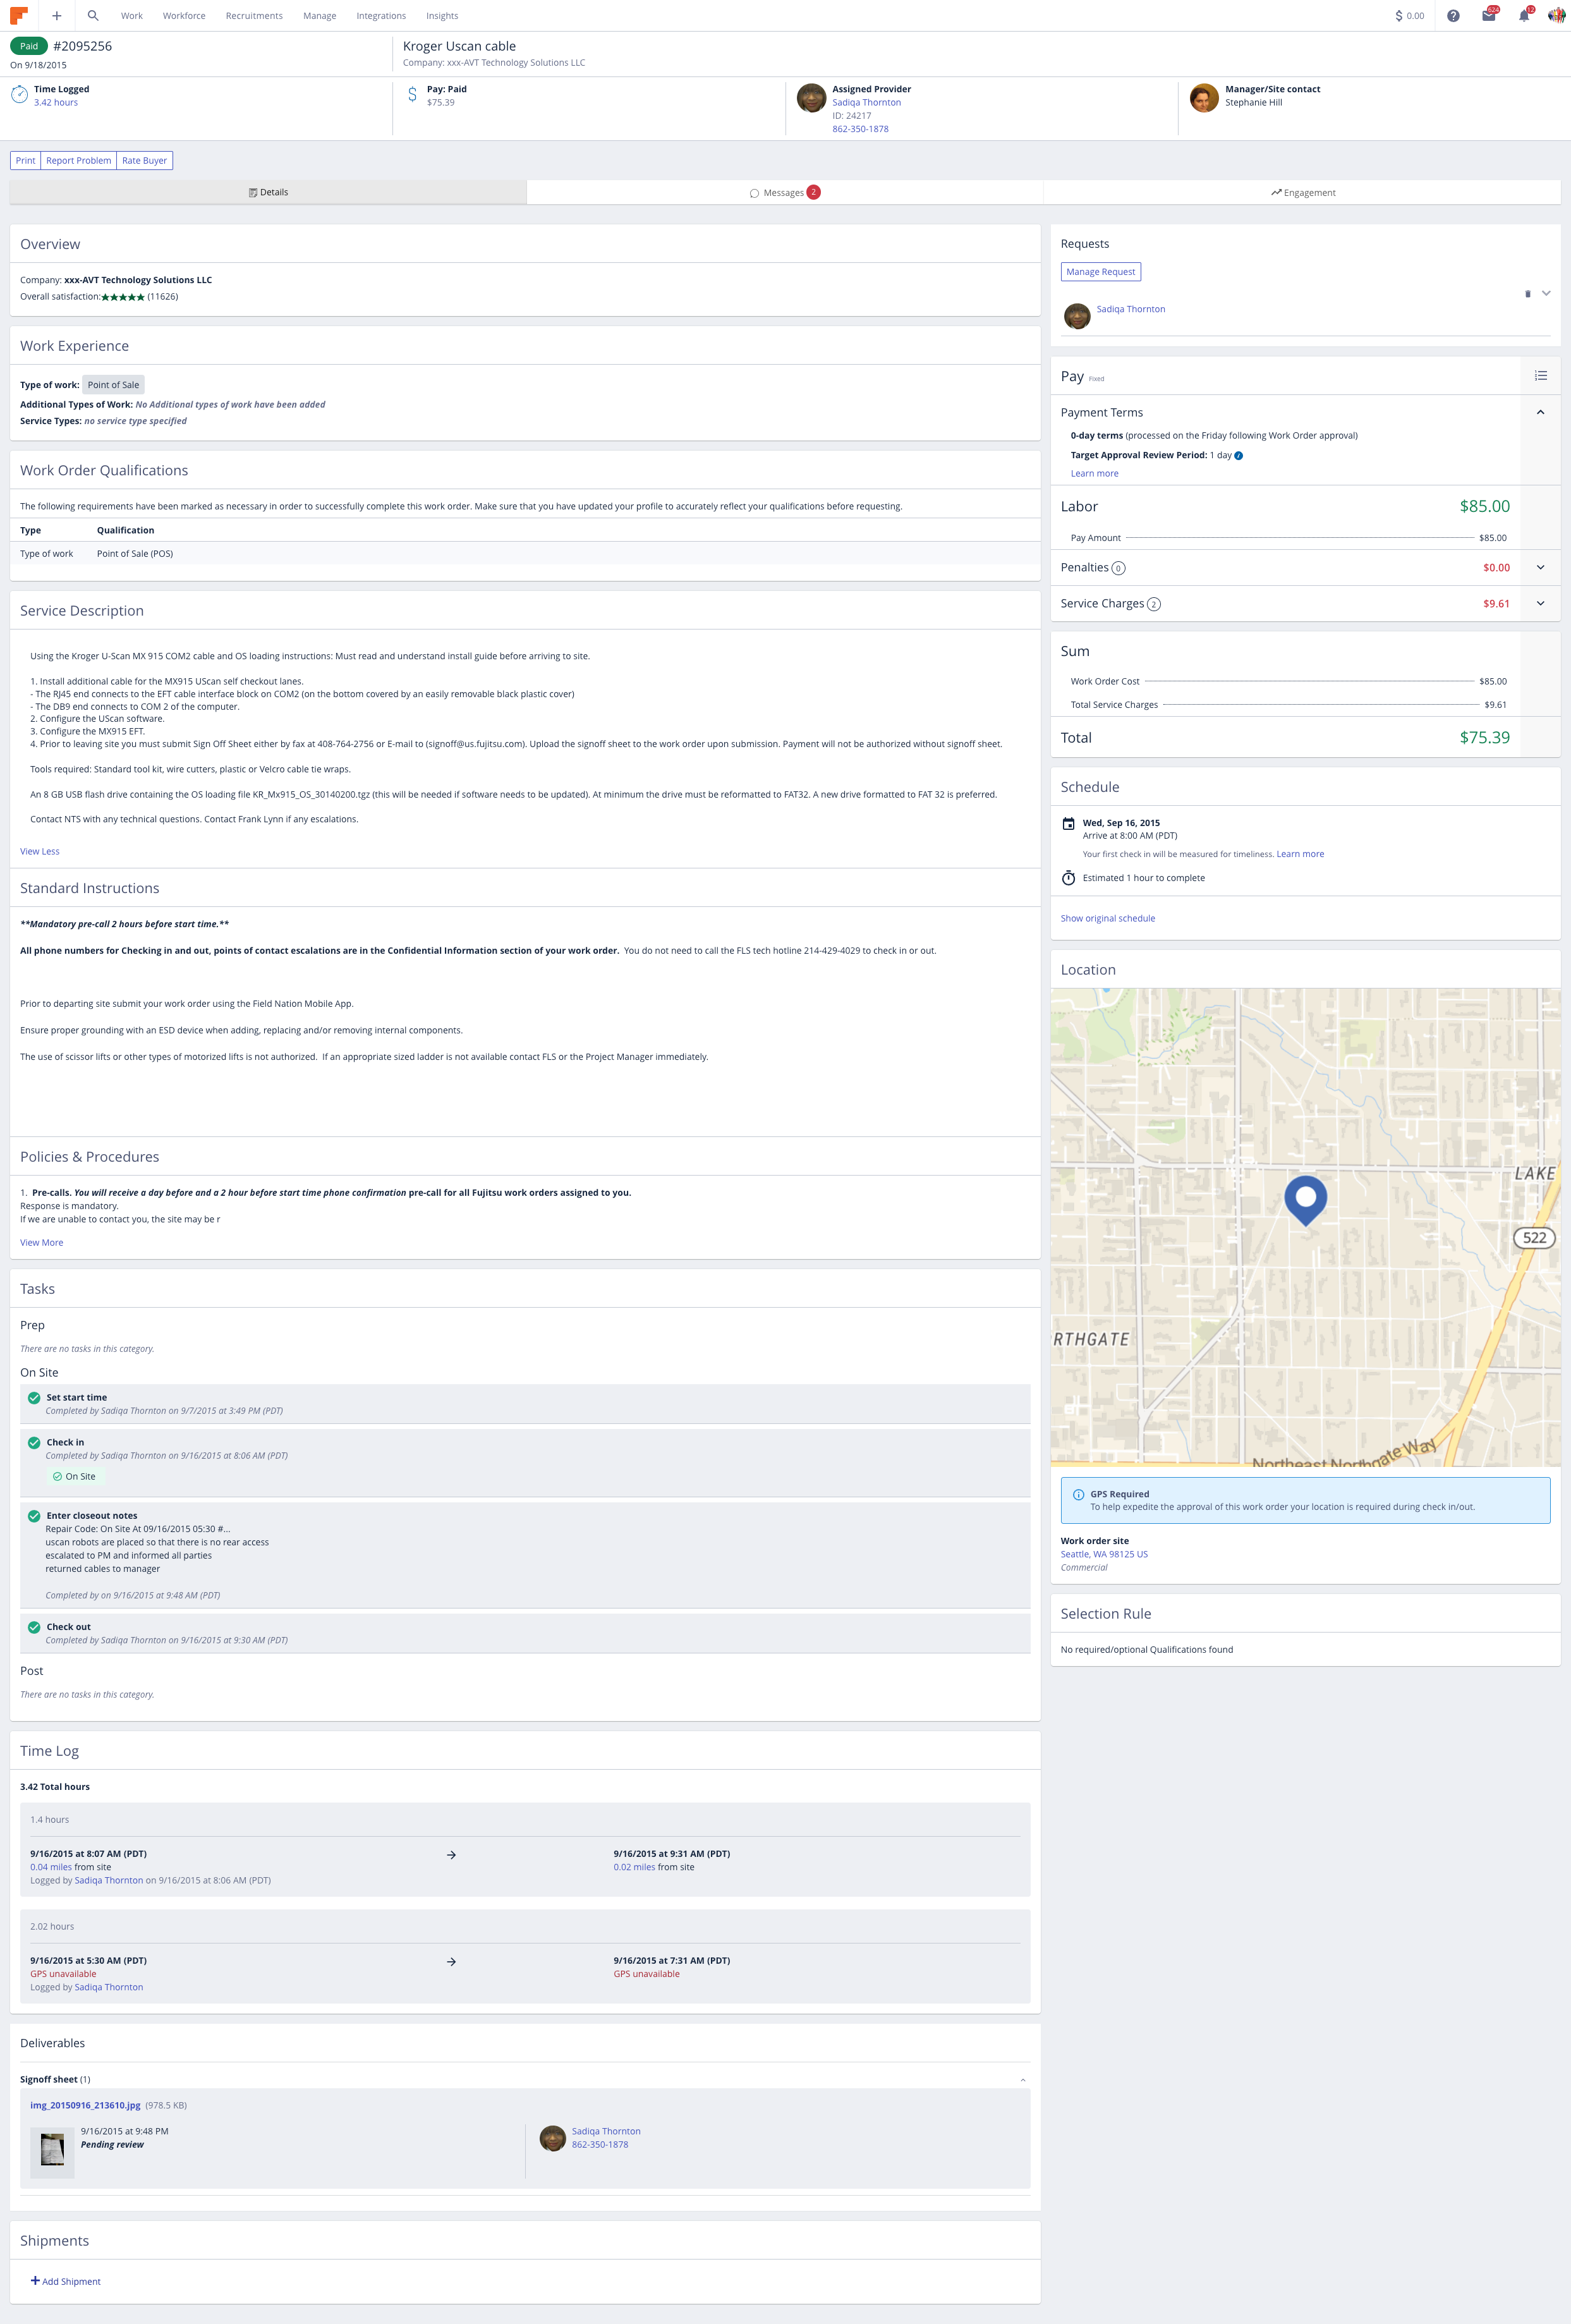 Work Workforce Recruitments Manage Integrations Insights
$ 0.00
624
12
Paid #2095256
On 9/18/2015
Kroger Uscan cable
Company: xxx-AVT Technology Solutions LLC
Time Logged
3.42 hours
Pay: Paid
$75.39
Assigned Provider
Sadiqa Thornton
ID: 24217
862-350-1878
Manager/Site contact
Stephanie Hill
Print Report Problem Rate Buyer
Details
Messages 2
Engagement
Overview
Company: xxx-AVT Technology Solutions LLC
Overall satisfaction:★★★★★ (11626)
Work Experience
Type of work: Point of Sale
Additional Types of Work: No Additional types of work have been added
Service Types: no service type specified
Work Order Qualifications
The following requirements have been marked as necessary in order to successfully complete this work order. Make sure that you have updated your profile to accurately reflect your qualifications before requesting.
Type Qualification
Type of work Point of Sale (POS)
Service Description
Using the Kroger U-Scan MX 915 COM2 cable and OS loading instructions: Must read and understand install guide before arriving to site.
1. Install additional cable for the MX915 UScan self checkout lanes.
- The RJ45 end connects to the EFT cable interface block on COM2 (on the bottom covered by an easily removable black plastic cover)
- The DB9 end connects to COM 2 of the computer.
2. Configure the UScan software.
3. Configure the MX915 EFT.
4. Prior to leaving site you must submit Sign Off Sheet either by fax at 408-764-2756 or E-mail to (signoff@us.fujitsu.com). Upload the signoff sheet to the work order upon submission. Payment will not be authorized without signoff sheet.
Tools required: Standard tool kit, wire cutters, plastic or Velcro cable tie wraps.
An 8 GB USB flash drive containing the OS loading file KR_Mx915_OS_30140200.tgz (this will be needed if software needs to be updated). At minimum the drive must be reformatted to FAT32. A new drive formatted to FAT 32 is preferred.
Contact NTS with any technical questions. Contact Frank Lynn if any escalations.
View Less
Standard Instructions
**Mandatory pre-call 2 hours before start time.**
All phone numbers for Checking in and out, points of contact escalations are in the Confidential Information section of your work order. You do not need to call the FLS tech hotline 214-429-4029 to check in or out.
Prior to departing site submit your work order using the Field Nation Mobile App.
Ensure proper grounding with an ESD device when adding, replacing and/or removing internal components.
The use of scissor lifts or other types of motorized lifts is not authorized. If an appropriate sized ladder is not available contact FLS or the Project Manager immediately.
Policies & Procedures
1. Pre-calls. You will receive a day before and a 2 hour before start time phone confirmation pre-call for all Fujitsu work orders assigned to you.
Response is mandatory.
If we are unable to contact you, the site may be r
View More
Tasks
Prep
There are no tasks in this category.
On Site
Set start time
Completed by Sadiqa Thornton on 9/7/2015 at 3:49 PM (PDT)
Check in
Completed by Sadiqa Thornton on 9/16/2015 at 8:06 AM (PDT)
On Site
Enter closeout notes
Repair Code: On Site At 09/16/2015 05:30 #...
uscan robots are placed so that there is no rear access
escalated to PM and informed all parties
returned cables to manager
Completed by on 9/16/2015 at 9:48 AM (PDT)
Check out
Completed by Sadiqa Thornton on 9/16/2015 at 9:30 AM (PDT)
Post
There are no tasks in this category.
Time Log
3.42 Total hours
1.4 hours
9/16/2015 at 8:07 AM (PDT)
0.04 miles from site
Logged by Sadiqa Thornton on 9/16/2015 at 8:06 AM (PDT)
9/16/2015 at 9:31 AM (PDT)
0.02 miles from site
2.02 hours
9/16/2015 at 5:30 AM (PDT)
GPS unavailable
Logged by Sadiqa Thornton
9/16/2015 at 7:31 AM (PDT)
GPS unavailable
Deliverables
Signoff sheet (1)
img_20150916_213610.jpg (978.5 KB)
9/16/2015 at 9:48 PM
Pending review
Sadiqa Thornton
862-350-1878
Shipments
Add Shipment
Requests
Manage Request
Sadiqa Thornton
Pay Fixed
Payment Terms
0-day terms (processed on the Friday following Work Order approval)
Target Approval Review Period: 1 day
Learn more
Labor $85.00
Pay Amount $85.00
Penalties 0 $0.00
Service Charges 2 $9.61
Sum
Work Order Cost $85.00
Total Service Charges $9.61
Total $75.39
Schedule
Wed, Sep 16, 2015
Arrive at 8:00 AM (PDT)
Your first check in will be measured for timeliness. Learn more
Estimated 1 hour to complete
Show original schedule
Location
LAKE
522
RTHGATE
Northeast Northgate Way
GPS Required
To help expedite the approval of this work order your location is required during check in/out.
Work order site
Seattle, WA 98125 US
Commercial
Selection Rule
No required/optional Qualifications found